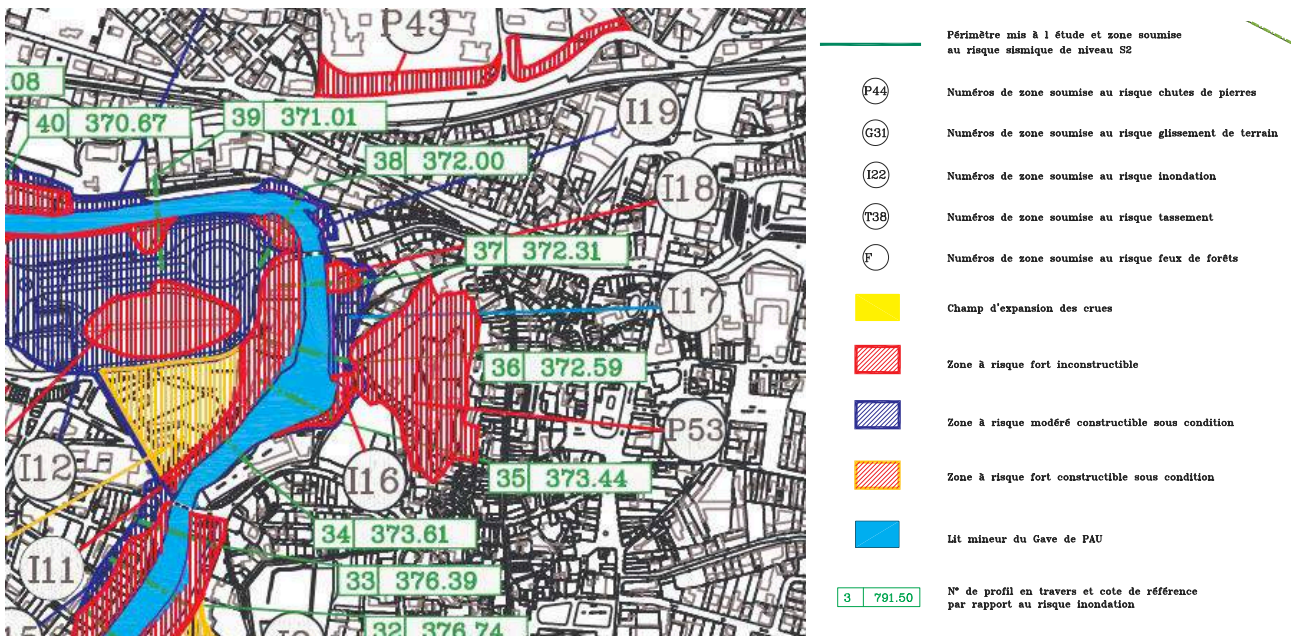 P43
.08
40 370.67
39 371.01
I19
38 372.00
I18
37 372.31
I17
36 372.59
P53
I12
I16
35 373.44
34 373.61
I11
33 376.39
32 376.74
Périmètre mis à l étude et zone soumise
au risque sismique de niveau S2
P44 Numéros de zone soumise au risque chutes de pierres
G31 Numéros de zone soumise au risque glissement de terrain
I22 Numéros de zone soumise au risque inondation
T38 Numéros de zone soumise au risque tassement
F Numéros de zone soumise au risque feux de forêts
Champ d'expansion des crues
Zone à risque fort inconstructible
Zone à risque modéré constructible sous condition
Zone à risque fort constructible sous condition
Lit mineur du Gave de PAU
3 791.50 N° de profil en travers et cote de référence
par rapport au risque inondation